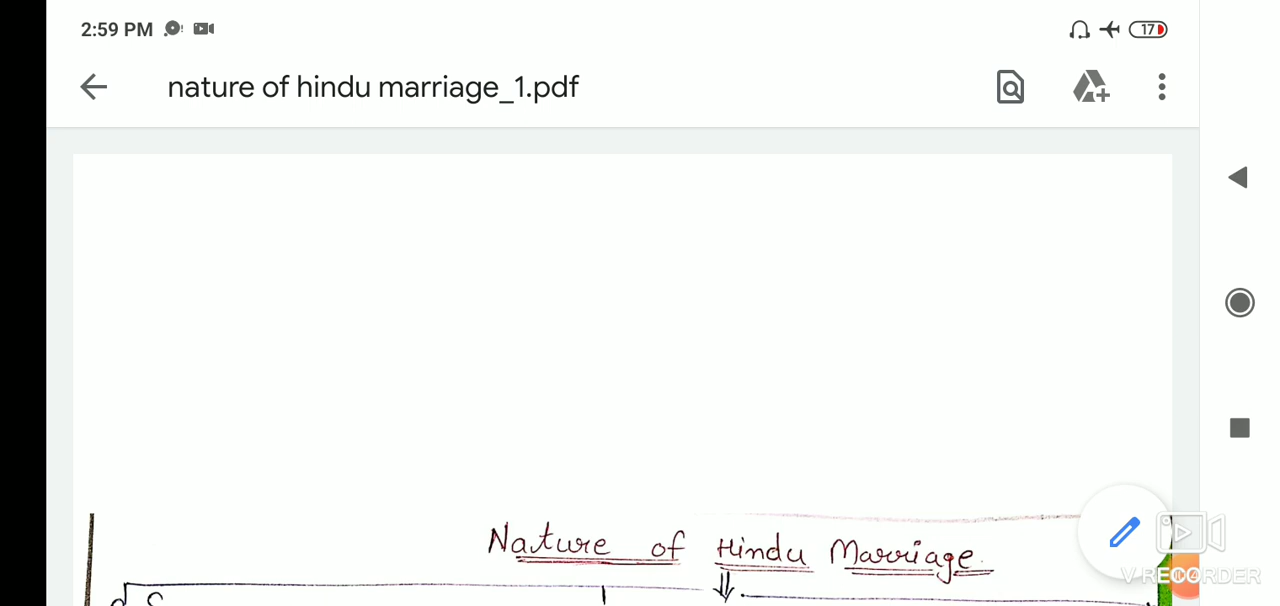 2:59 PM 17
nature of hindu marriage_1.pdf
Nature of Hindu Marriage.
V-RECORDER